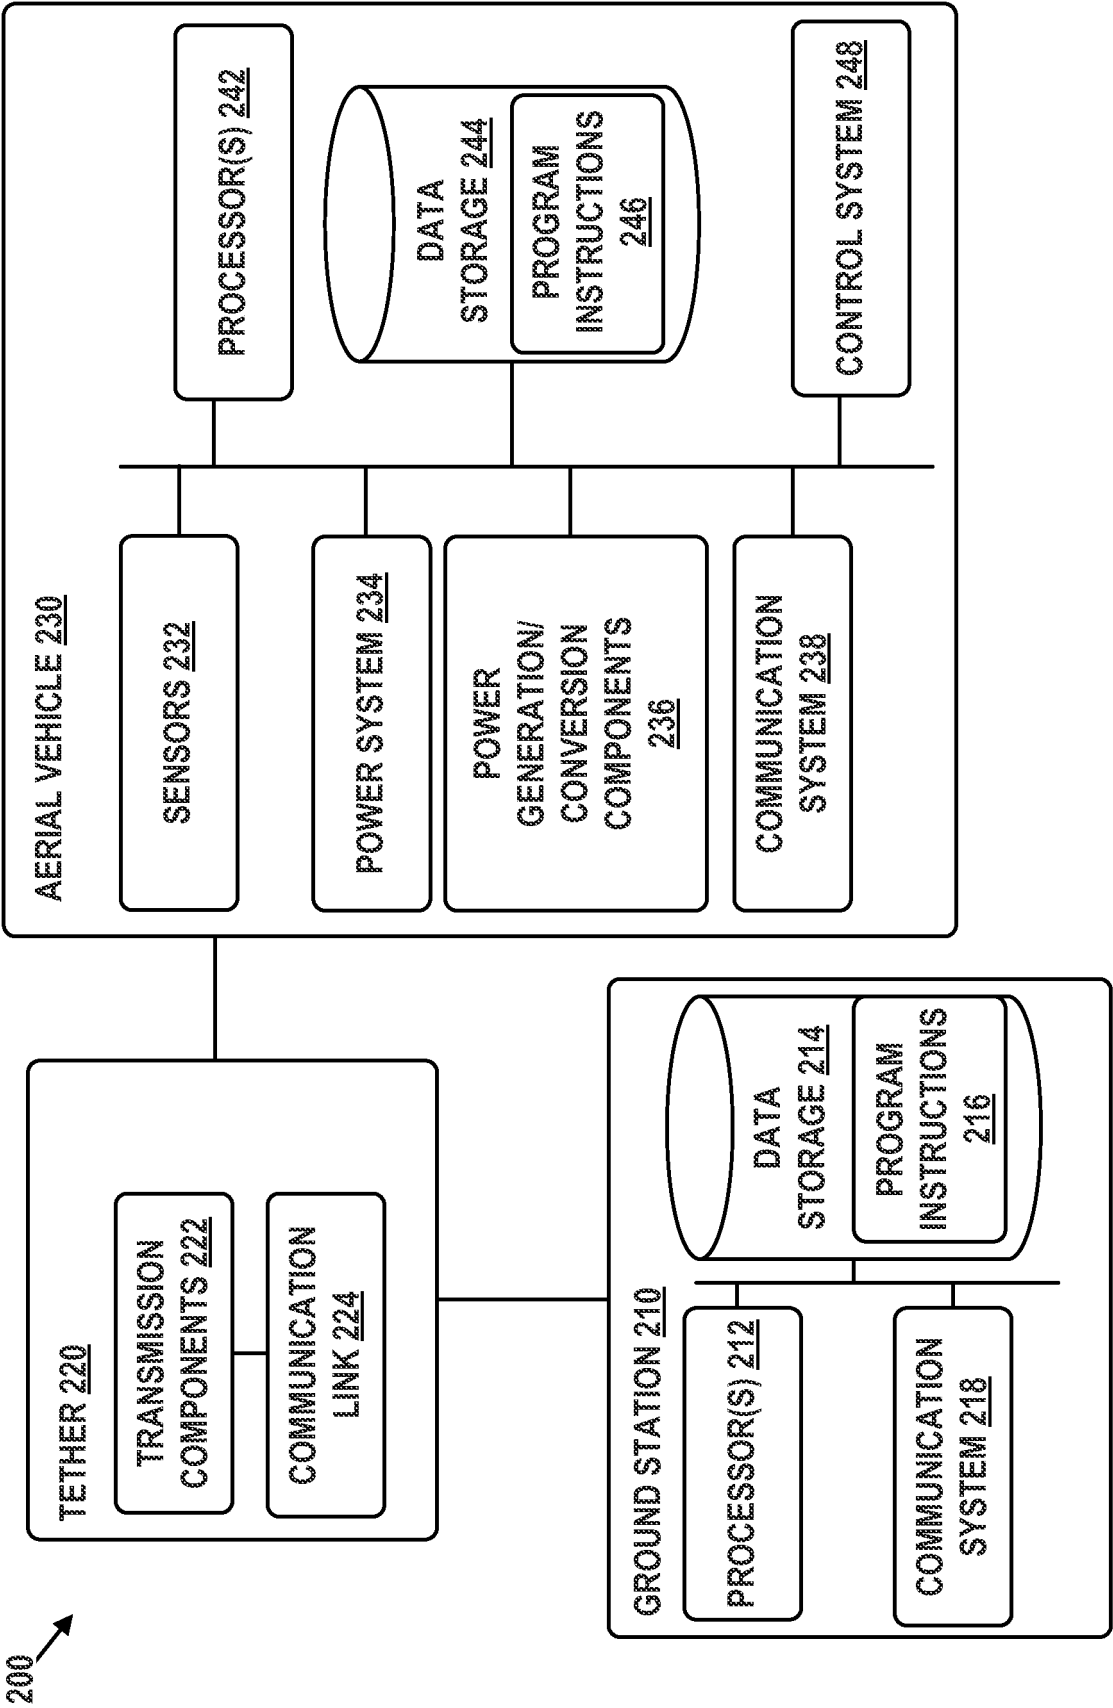 200
TETHER 220
TRANSMISSION
COMPONENTS 222
COMMUNICATION
LINK 224
GROUND STATION 210
PROCESSOR(S) 212
COMMUNICATION
SYSTEM 218
DATA
STORAGE 214
PROGRAM
INSTRUCTIONS
216
AERIAL VEHICLE 230
SENSORS 232
POWER SYSTEM 234
POWER
GENERATION/
CONVERSION
COMPONENTS
236
COMMUNICATION
SYSTEM 238
PROCESSOR(S) 242
DATA
STORAGE 244
PROGRAM
INSTRUCTIONS
246
CONTROL SYSTEM 248